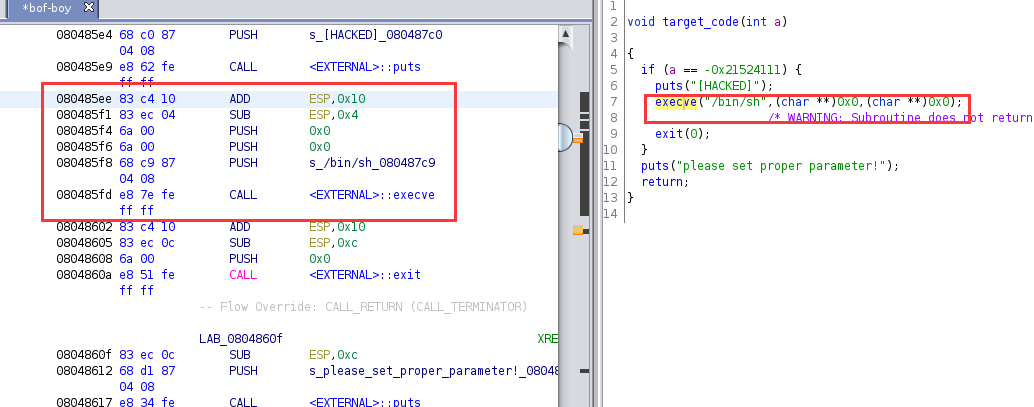 *bof-boy
080485e4 68 c0 87 PUSH s_[HACKED]_080487c0
04 08
080485e9 e8 62 fe CALL <EXTERNAL>::puts
ff ff
080485ee 83 c4 10 ADD ESP,0x10
080485f1 83 ec 04 SUB ESP,0x4
080485f4 6a 00 PUSH 0x0
080485f6 6a 00 PUSH 0x0
080485f8 68 c9 87 PUSH s_/bin/sh_080487c9
04 08
080485fd e8 7e fe CALL <EXTERNAL>::execve
ff ff
08048602 83 c4 10 ADD ESP,0x10
08048605 83 ec 0c SUB ESP,0xc
08048608 6a 00 PUSH 0x0
0804860a e8 51 fe CALL <EXTERNAL>::exit
ff ff
-- Flow Override: CALL_RETURN (CALL_TERMINATOR)
LAB_0804860f XRE
0804860f 83 ec 0c SUB ESP,0xc
08048612 68 d1 87 PUSH s_please_set_proper_parameter!_0804
04 08
08048617 e8 34 fe CALL <EXTERNAL>::puts
1
2 void target_code(int a)
3
4 {
5 if (a == -0x21524111) {
6 puts("[HACKED]");
7 execve("/bin/sh",(char **)0x0,(char **)0x0);
8 /* WARNING: Subroutine does not return
9 exit(0);
10 }
11 puts("please set proper parameter!");
12 return;
13 }
14